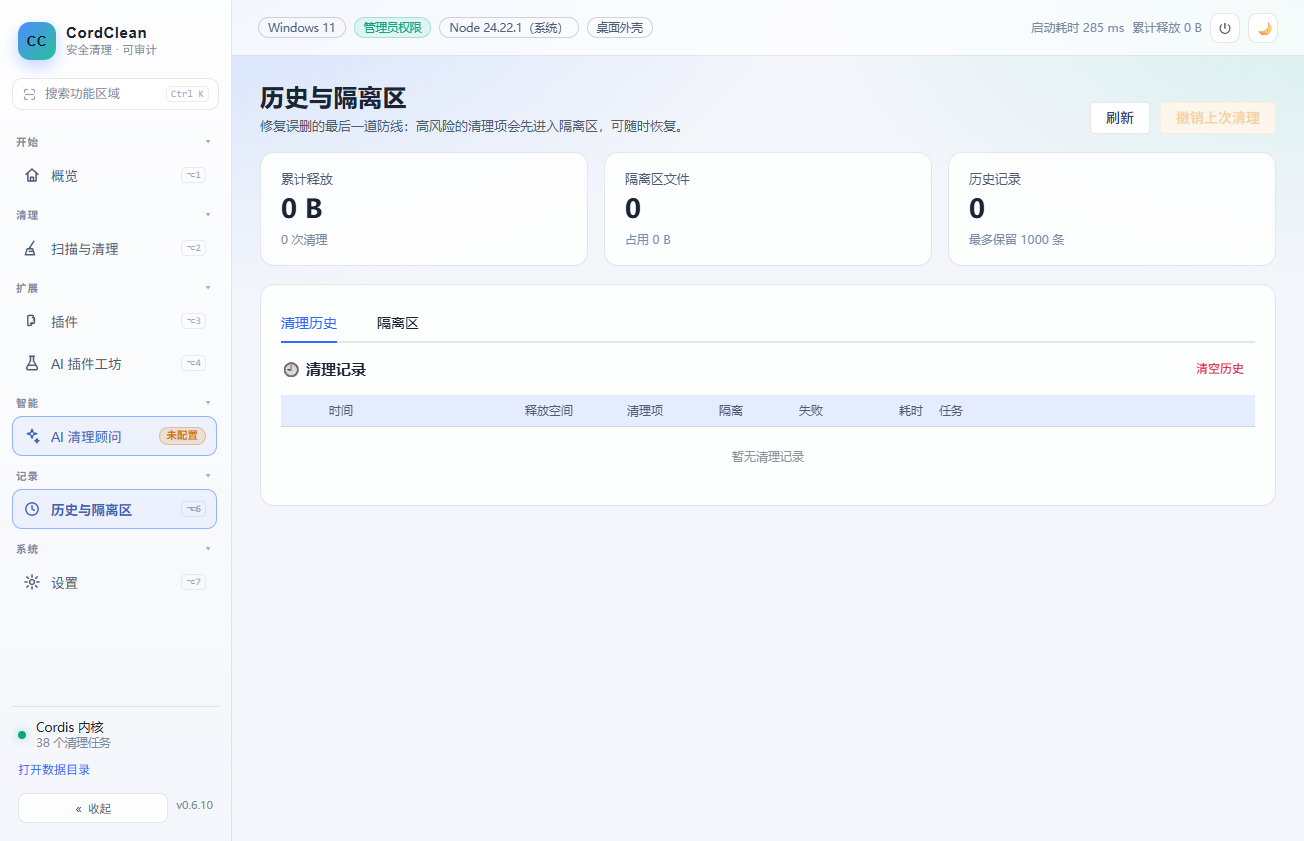 CC
CordClean
安全清理 · 可审计
搜索功能区域
Ctrl K
开始
概览
⌥1
清理
扫描与清理
⌥2
扩展
插件
⌥3
AI 插件工坊
⌥4
智能
AI 清理顾问
未配置
记录
历史与隔离区
⌥6
系统
设置
⌥7
Cordis 内核
38 个清理任务
打开数据目录
« 收起
v0.6.10
Windows 11
管理员权限
Node 24.22.1（系统）
桌面外壳
启动耗时 285 ms
累计释放 0 B
历史与隔离区
修复误删的最后一道防线：高风险的清理项会先进入隔离区，可随时恢复。
刷新
撤销上次清理
累计释放
0 B
0 次清理
隔离区文件
0
占用 0 B
历史记录
0
最多保留 1000 条
清理历史
隔离区
清理记录
清空历史
时间 释放空间 清理项 隔离 失败 耗时 任务
暂无清理记录